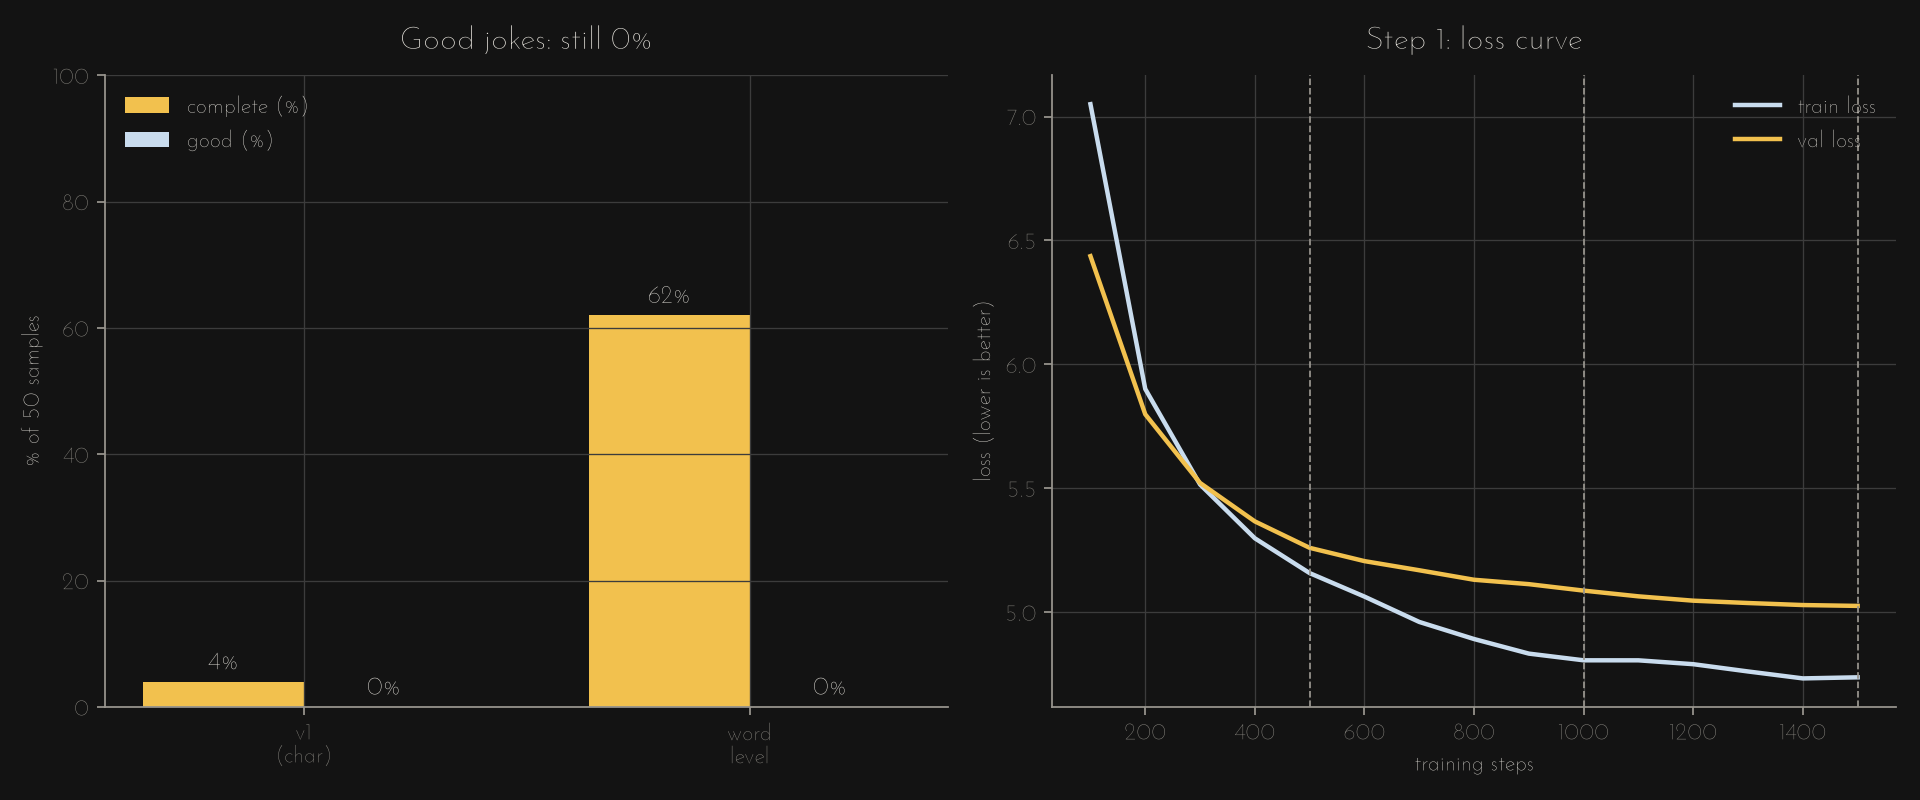 Good jokes: still 0%
100
80
60
40
20
0
% of 50 samples
complete (%)
good (%)
4%
0%
62%
0%
v1
(char)
word
level
Step 1: loss curve
7.0
6.5
6.0
5.5
5.0
loss (lower is better)
train loss
val loss
200 400 600 800 1000 1200 1400
training steps